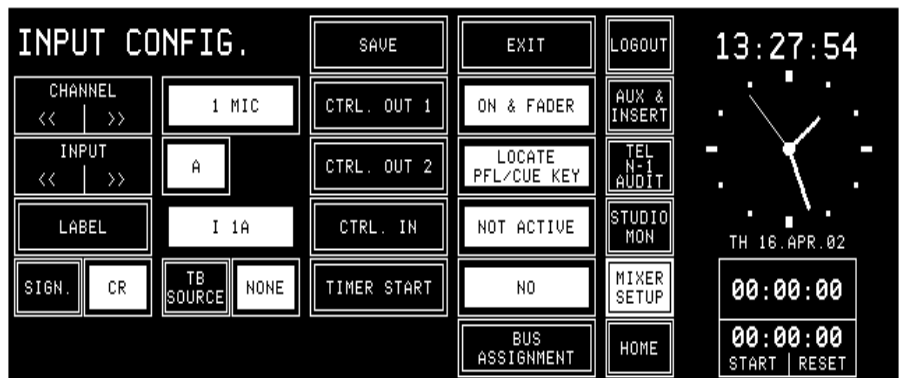 INPUT CONFIG.
SAVE
EXIT
LOGOUT
13:27:54
CHANNEL
<< | >>
1 MIC
CTRL. OUT 1
ON & FADER
AUX &
INSERT
INPUT
<< | >>
A
CTRL. OUT 2
LOCATE
PFL/CUE KEY
TEL
N-1
AUDIT
LABEL
I 1A
CTRL. IN
NOT ACTIVE
STUDIO
MON
TH 16.APR.02
SIGN.
CR
TB
SOURCE
NONE
TIMER START
NO
MIXER
SETUP
00:00:00
BUS
ASSIGNMENT
HOME
00:00:00
START | RESET